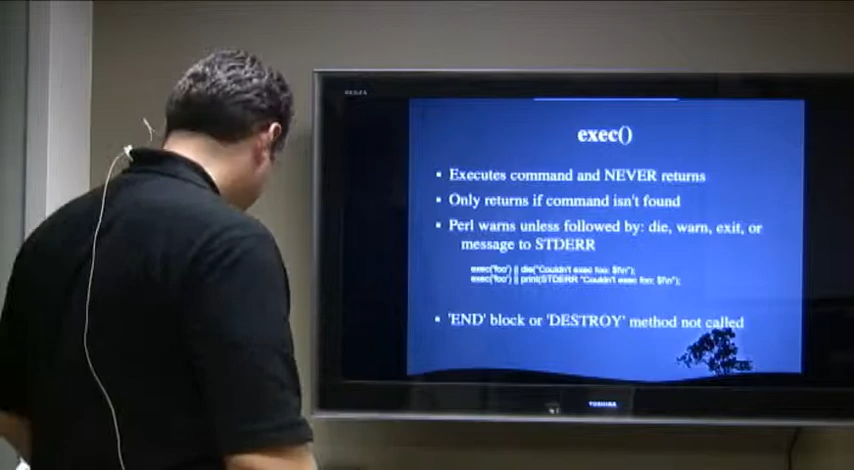 REGZA
exec()
▪ Executes command and NEVER returns
▪ Only returns if command isn't found
▪ Perl warns unless followed by: die, warn, exit, or
message to STDERR
exec('foo') || die("Couldn't exec foo: $!\n");
exec('foo') || print(STDERR "Couldn't exec foo: $!\n");
▪ 'END' block or 'DESTROY' method not called
TOSHIBA